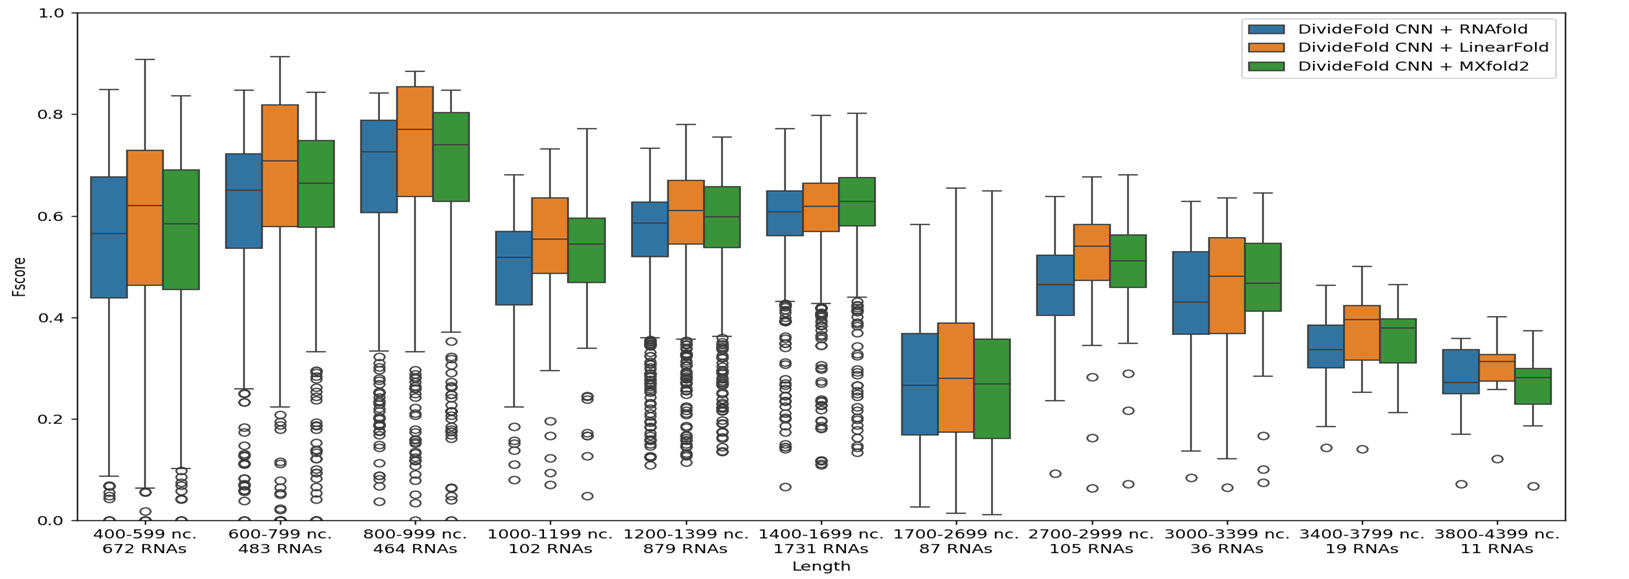 1.0
0.8
0.6
0.4
0.2
0.0
Fscore
DivideFold CNN + RNAfold
DivideFold CNN + LinearFold
DivideFold CNN + MXfold2
400-599 nc. 600-799 nc. 800-999 nc. 1000-1199 nc. 1200-1399 nc. 1400-1699 nc. 1700-2699 nc. 2700-2999 nc. 3000-3399 nc. 3400-3799 nc. 3800-4399 nc.
672 RNAs 483 RNAs 464 RNAs 102 RNAs 879 RNAs 1731 RNAs 87 RNAs 105 RNAs 36 RNAs 19 RNAs 11 RNAs
Length